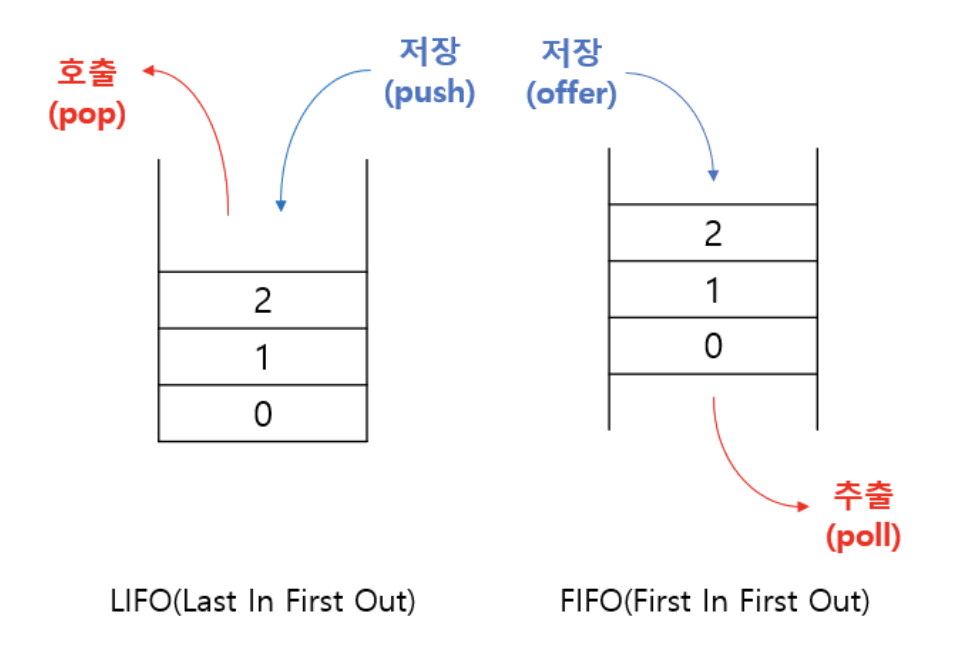 호출
(pop)
저장
(push)
2
1
0
LIFO(Last In First Out)
저장
(offer)
2
1
0
추출
(poll)
FIFO(First In First Out)